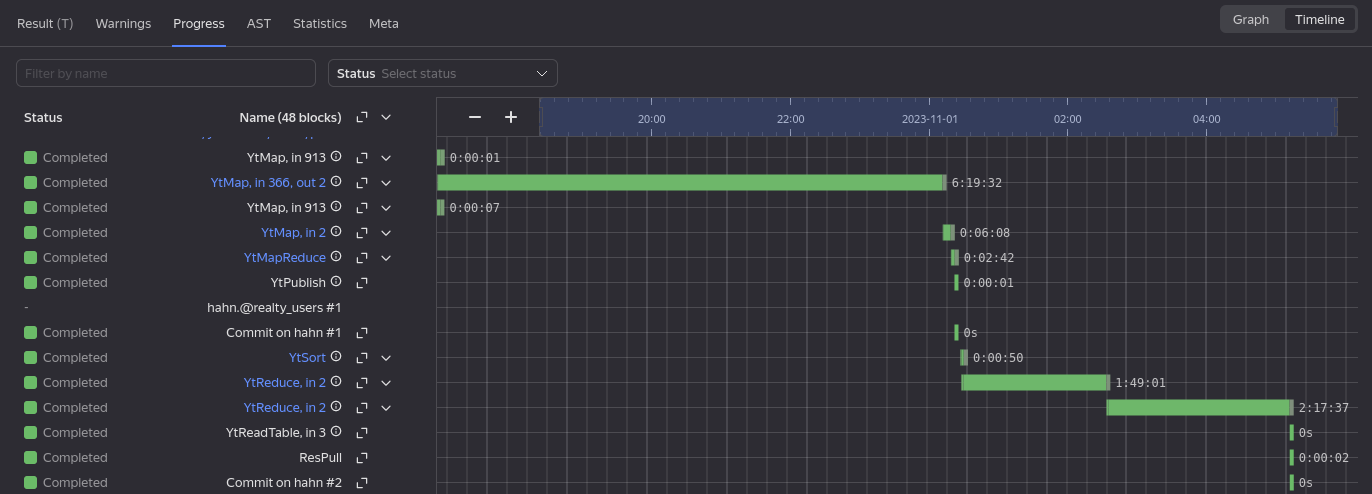 Result (T) Warnings Progress AST Statistics Meta Graph Timeline
Filter by name Status Select status
Status Name (48 blocks) 20:00 22:00 2023-11-01 02:00 04:00
Completed YtMap, in 913 0:00:01
Completed YtMap, in 366, out 2 6:19:32
Completed YtMap, in 913 0:00:07
Completed YtMap, in 2 0:06:08
Completed YtMapReduce 0:02:42
Completed YtPublish 0:00:01
- hahn.@realty_users #1
Completed Commit on hahn #1 0s
Completed YtSort 0:00:50
Completed YtReduce, in 2 1:49:01
Completed YtReduce, in 2 2:17:37
Completed YtReadTable, in 3 0s
Completed ResPull 0:00:02
Completed Commit on hahn #2 0s